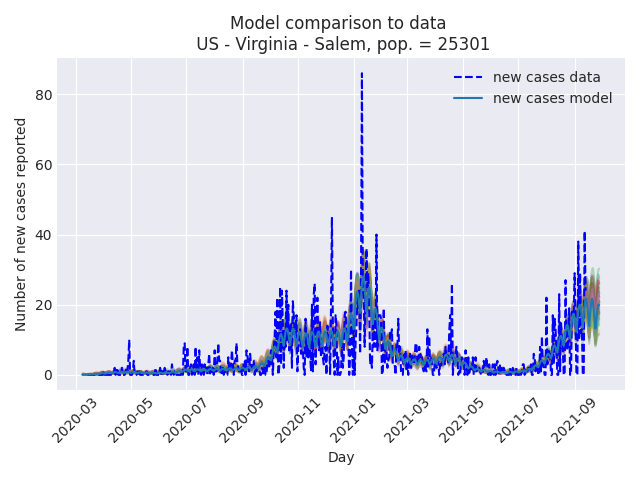 Model comparison to data
US - Virginia - Salem, pop. = 25301
new cases data
new cases model
Number of new cases reported
80
60
40
20
0
2020-03
2020-05
2020-07
2020-09
2020-11
2021-01
2021-03
2021-05
2021-07
2021-09
Day